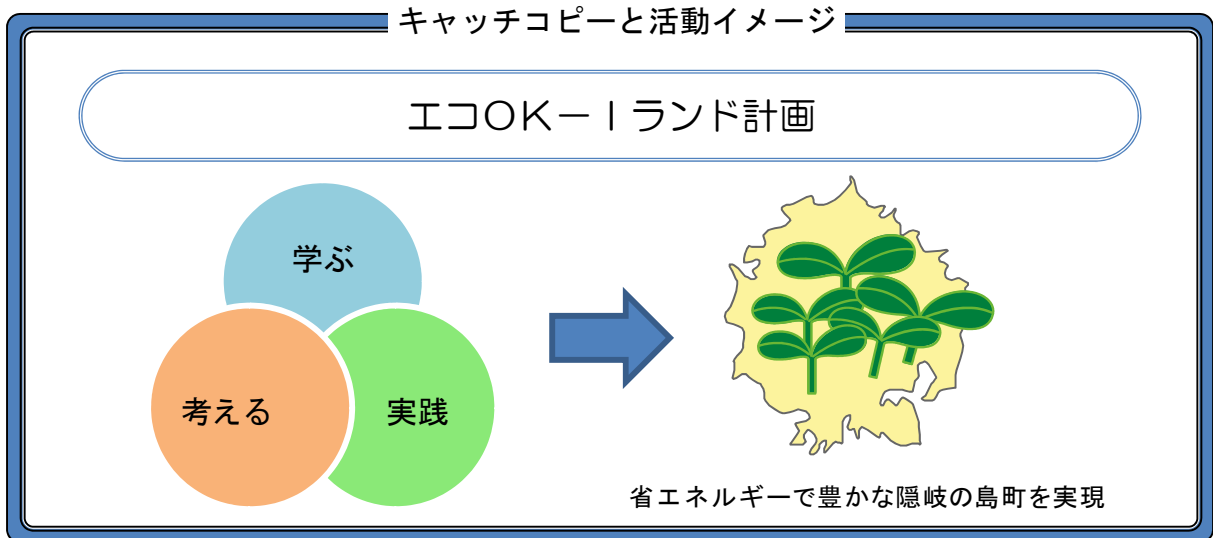 キャッチコピーと活動イメージ
エコOK－Iランド計画
学ぶ
考える
実践
省エネルギーで豊かな隠岐の島町を実現